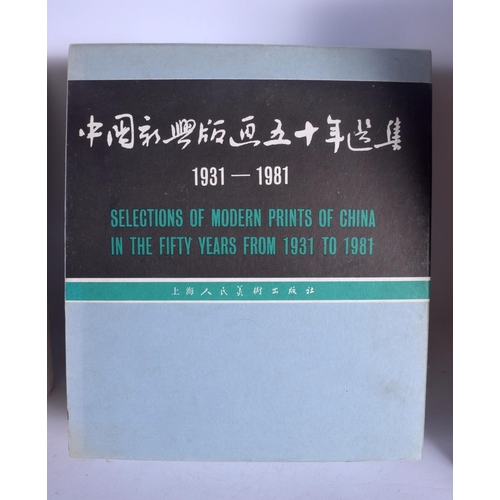 中国新兴版画五十年选集
1931—1981
SELECTIONS OF MODERN PRINTS OF CHINA
IN THE FIFTY YEARS FROM 1931 TO 1981
上海人民美術出版社